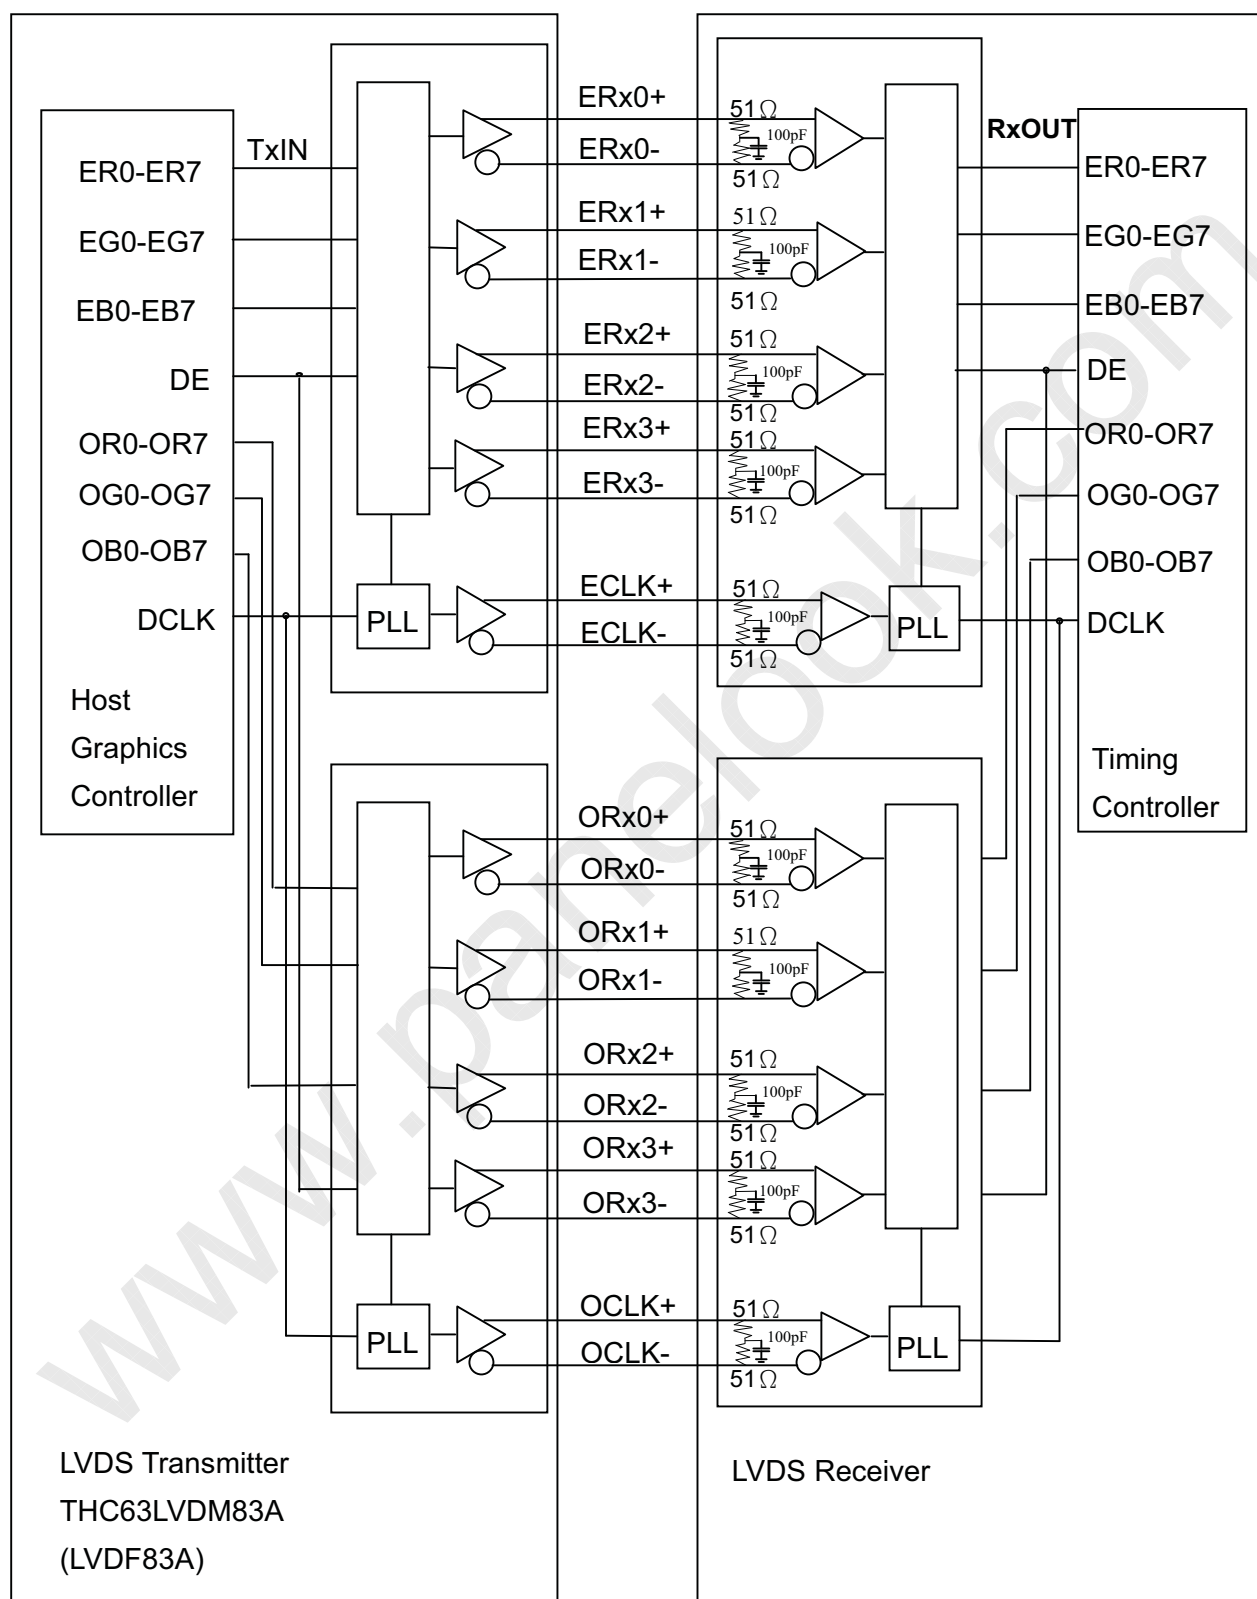 ER0-ER7
EG0-EG7
EB0-EB7
DE
OR0-OR7
OG0-OG7
OB0-OB7
DCLK
Host
Graphics
Controller
TxIN
PLL
PLL
LVDS Transmitter
THC63LVDM83A
(LVDF83A)
ERx0+
ERx0-
ERx1+
ERx1-
ERx2+
ERx2-
ERx3+
ERx3-
ECLK+
ECLK-
ORx0+
ORx0-
ORx1+
ORx1-
ORx2+
ORx2-
ORx3+
ORx3-
OCLK+
OCLK-
51Ω
100pF
51Ω
51Ω
100pF
51Ω
51Ω
100pF
51Ω
51Ω
100pF
51Ω
51Ω
100pF
51Ω
PLL
51Ω
100pF
51Ω
51Ω
100pF
51Ω
51Ω
100pF
51Ω
51Ω
100pF
51Ω
51Ω
100pF
51Ω
PLL
LVDS Receiver
RxOUT
ER0-ER7
EG0-EG7
EB0-EB7
DE
OR0-OR7
OG0-OG7
OB0-OB7
DCLK
Timing
Controller
www.panelook.com